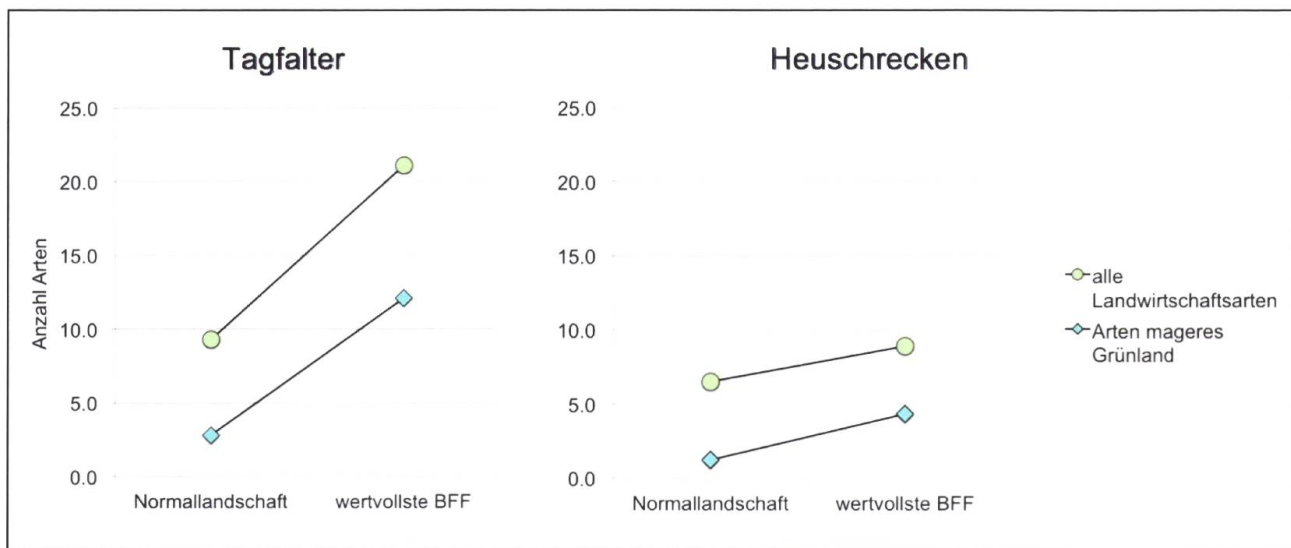 Tagfalter
Heuschrecken
Anzahl Arten
25.0
20.0
15.0
10.0
5.0
0.0
Normallandschaft
wertvollste BFF
25.0
20.0
15.0
10.0
5.0
0.0
Normallandschaft
wertvollste BFF
alle
Landwirtschaftsarten
Arten mageres
Grünland